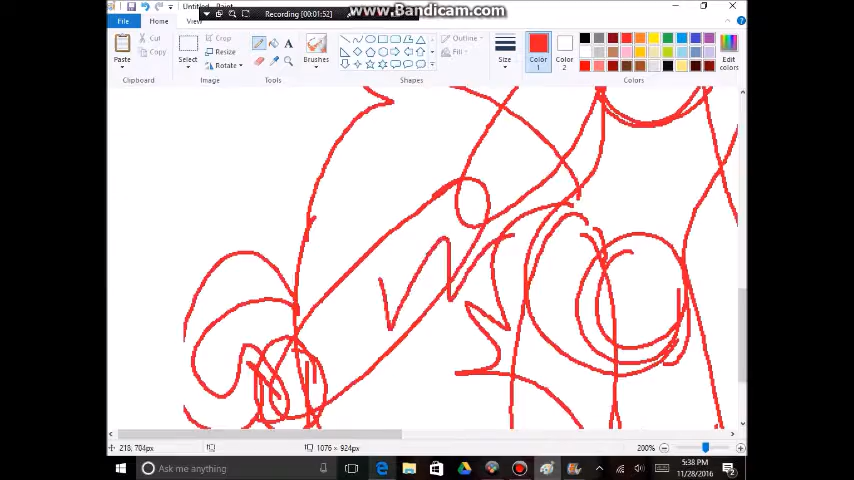 www.Bandicam.com
Untitled - Paint
Recording [00:01:52]
File
Home
View
Paste
Cut
Copy
Clipboard
Select
Crop
Resize
Rotate
Image
A
Tools
Brushes
Shapes
Outline
Fill
Size
Color
1
Color
2
Colors
Edit
colors
218, 704px
1076 × 924px
200%
Ask me anything
5:38 PM
11/28/2016
2